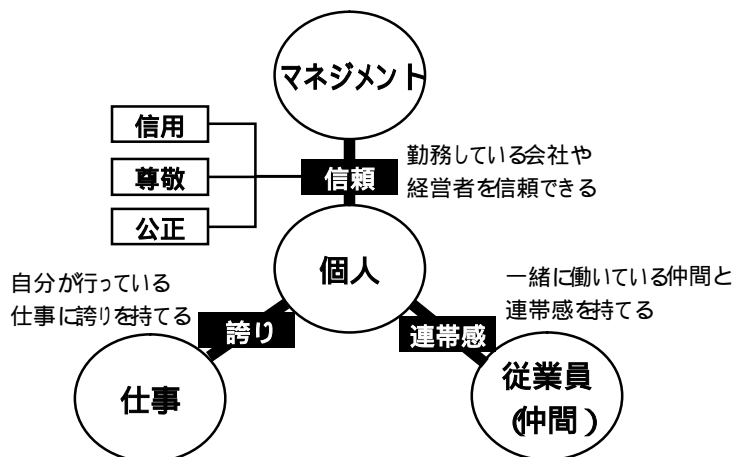 マネジメント
信用
尊敬
公正
信頼
勤務している会社や
経営者を信頼できる
個人
自分が行っている
仕事に誇りを持てる
一緒に働いている仲間と
連帯感を持てる
誇り
連帯感
仕事
従業員
(仲間)